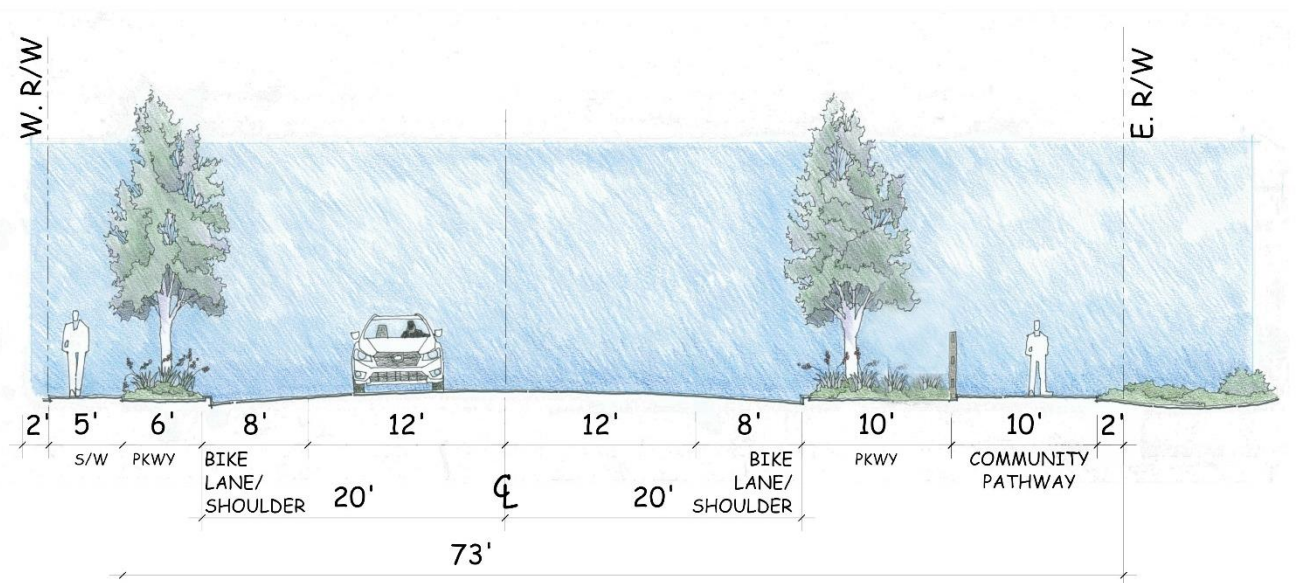 W. R/W
E. R/W
2' 5' 6' 8' 12' 12' 8' 10' 10' 2'
S/W PKWY BIKE LANE/ SHOULDER
BIKE LANE/ SHOULDER PKWY COMMUNITY PATHWAY
20' ℄ 20'
73'